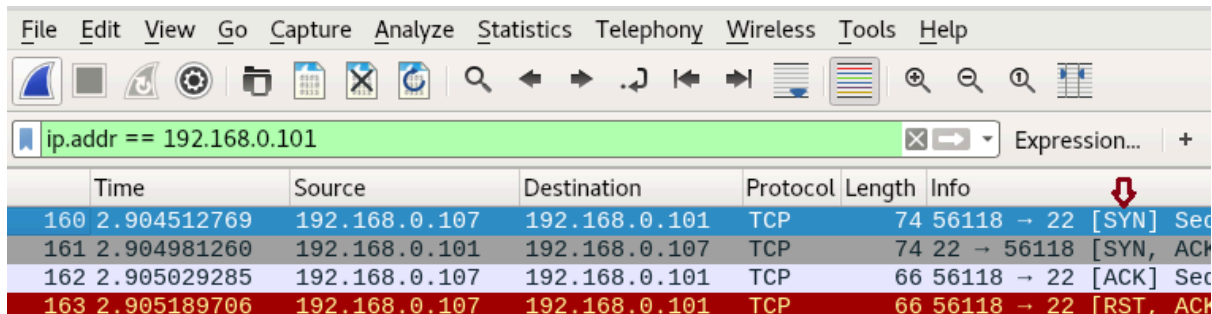 File Edit View Go Capture Analyze Statistics Telephony Wireless Tools Help
ip.addr == 192.168.0.101 Expression... +
Time Source Destination Protocol Length Info
160 2.904512769 192.168.0.107 192.168.0.101 TCP 74 56118 → 22 [SYN] Sec
161 2.904981260 192.168.0.101 192.168.0.107 TCP 74 22 → 56118 [SYN, ACK
162 2.905029285 192.168.0.107 192.168.0.101 TCP 66 56118 → 22 [ACK] Sec
163 2.905189706 192.168.0.107 192.168.0.101 TCP 66 56118 → 22 [RST, ACK